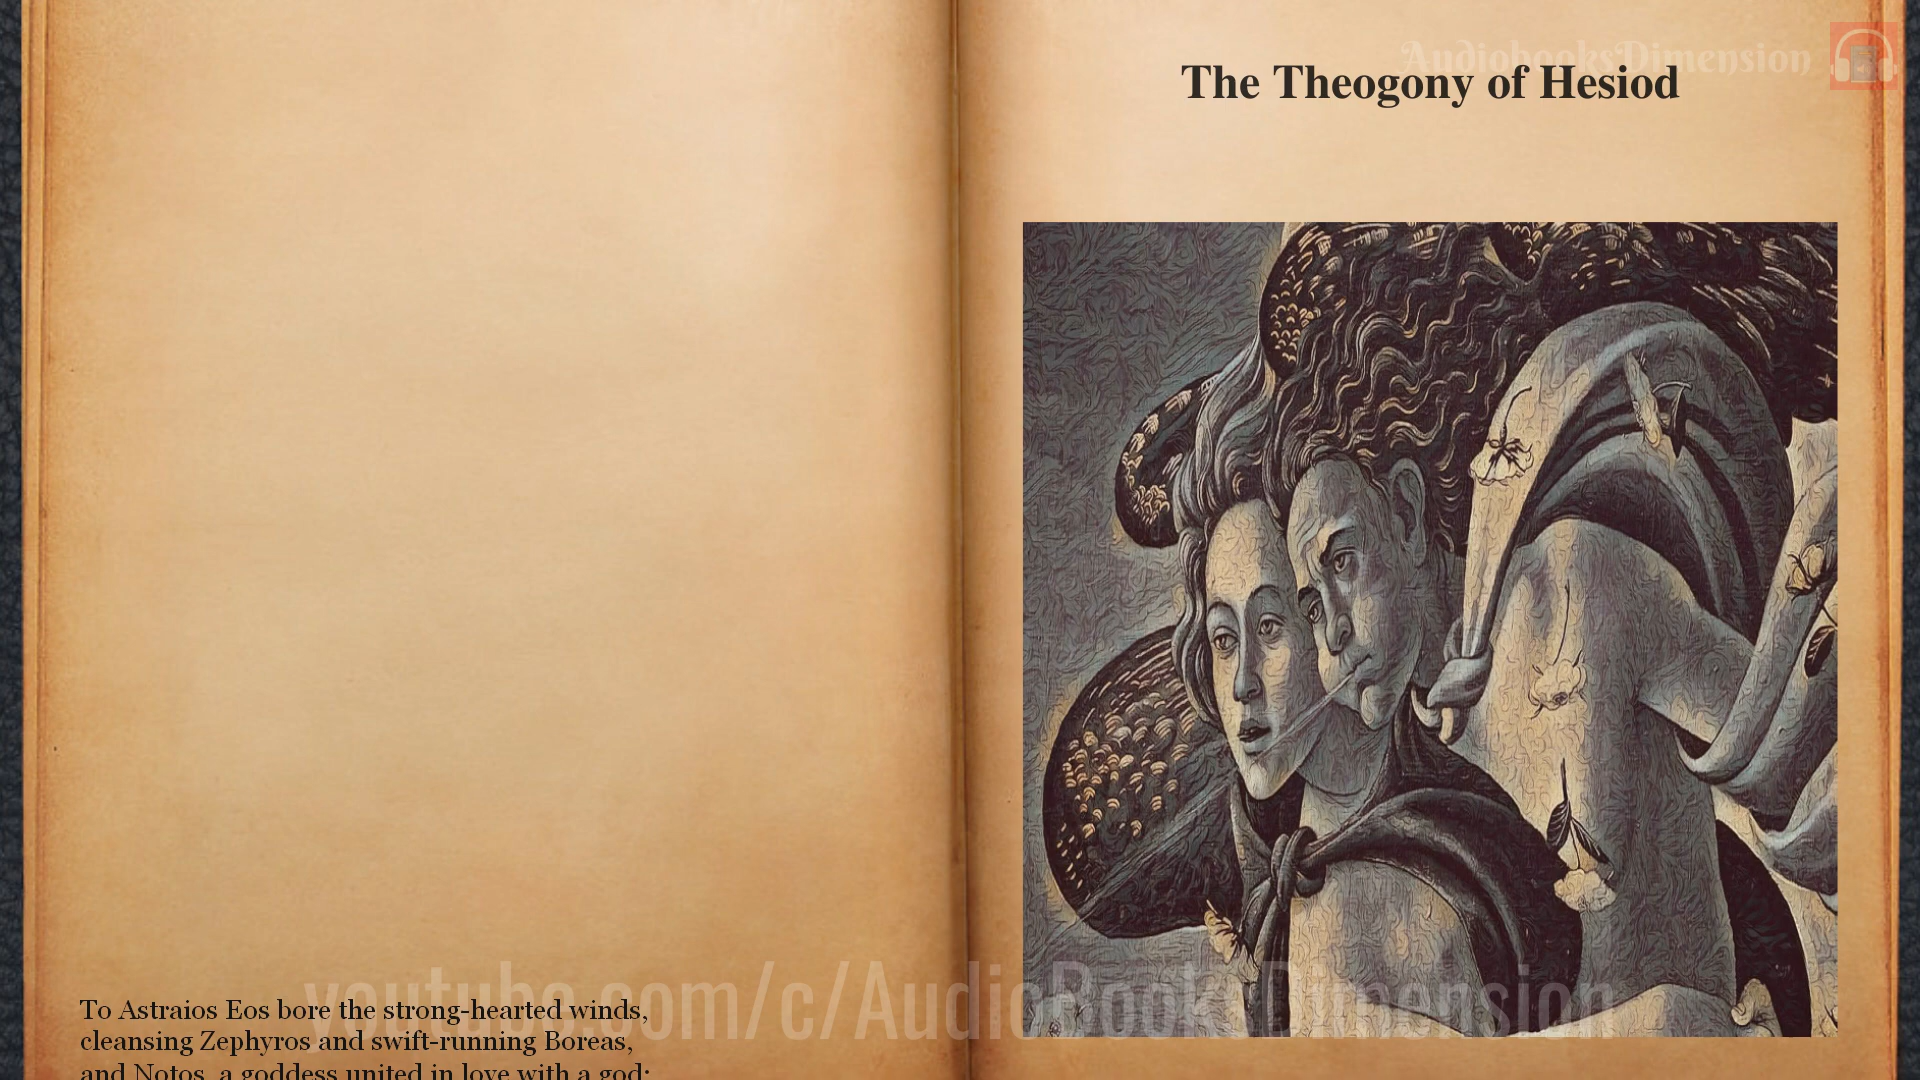 AudiobooksDimension
The Theogony of Hesiod
youtube.com/c/AudioBooksDimension
To Astraios Eos bore the strong-hearted winds,
cleansing Zephyros and swift-running Boreas,
and Notos, a goddess united in love with a god;